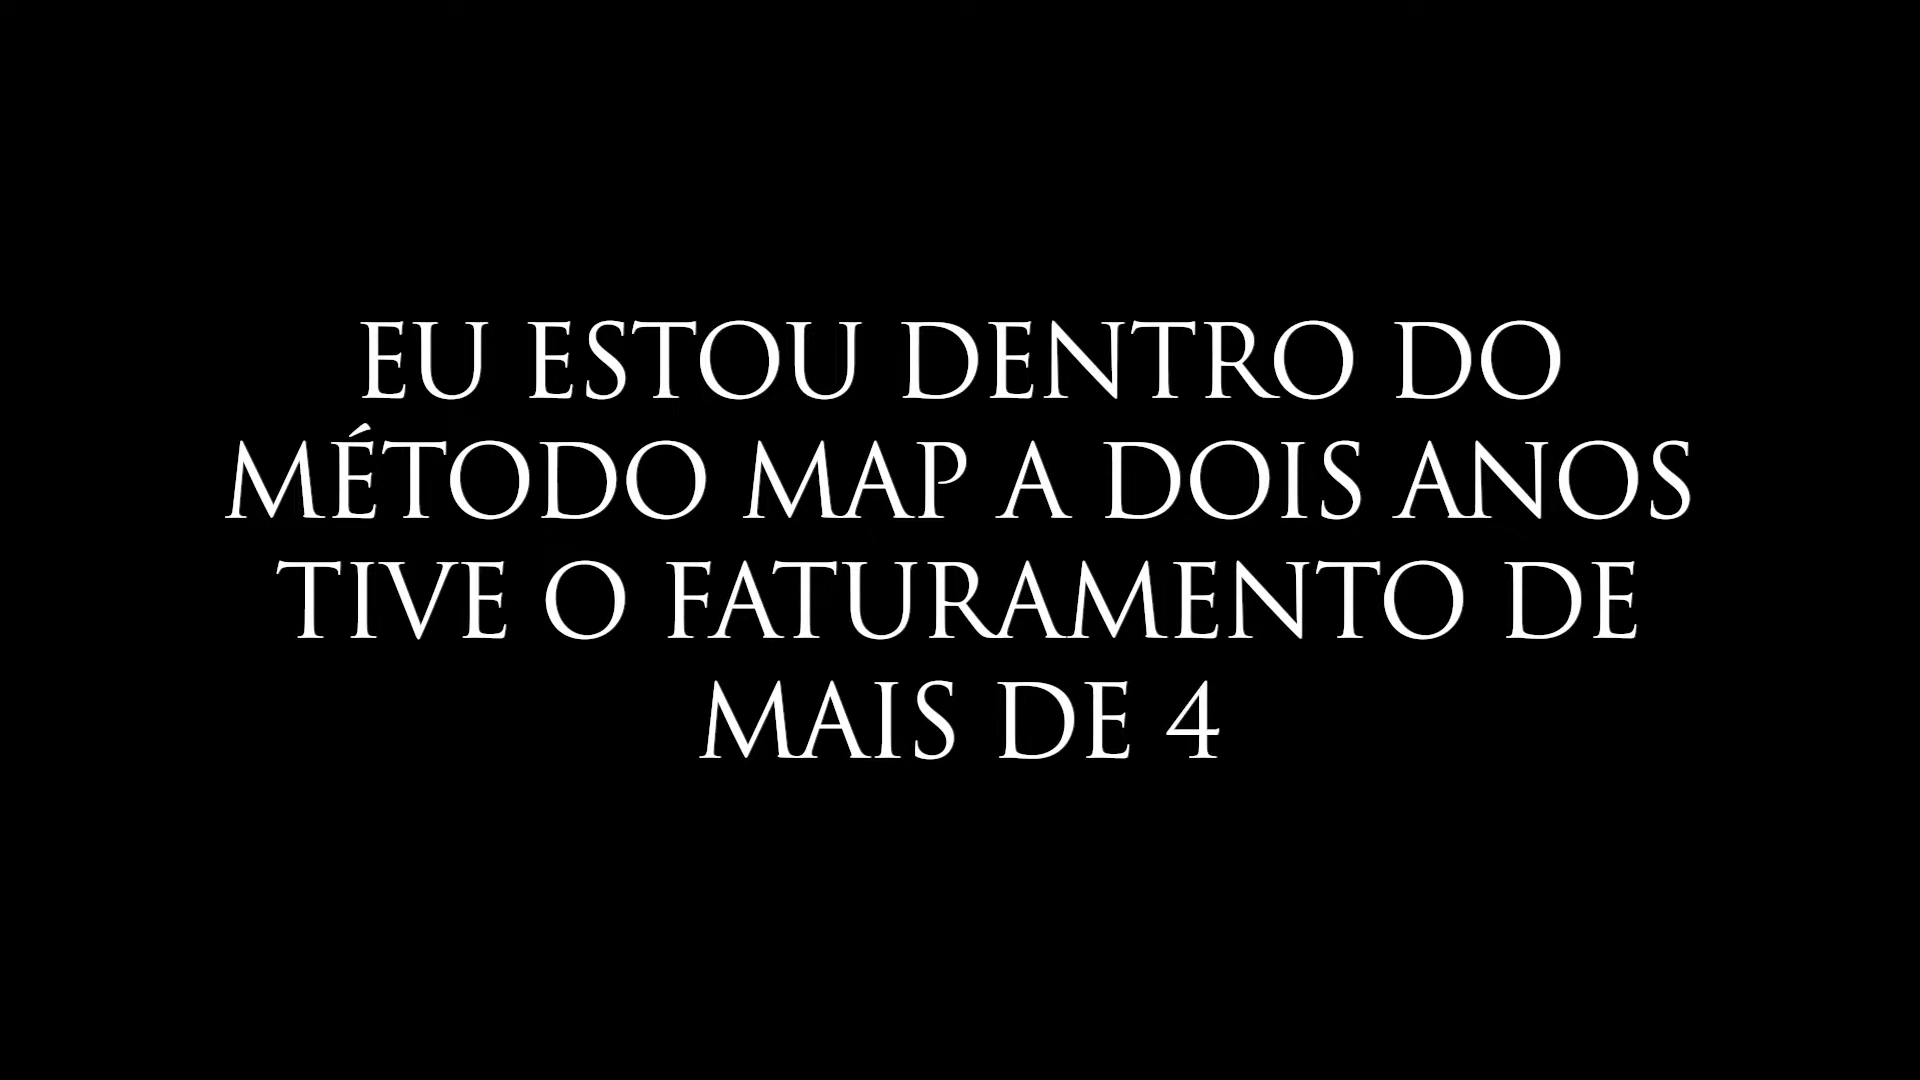 EU ESTOU DENTRO DO
MÉTODO MAP A DOIS ANOS
TIVE O FATURAMENTO DE
MAIS DE 4